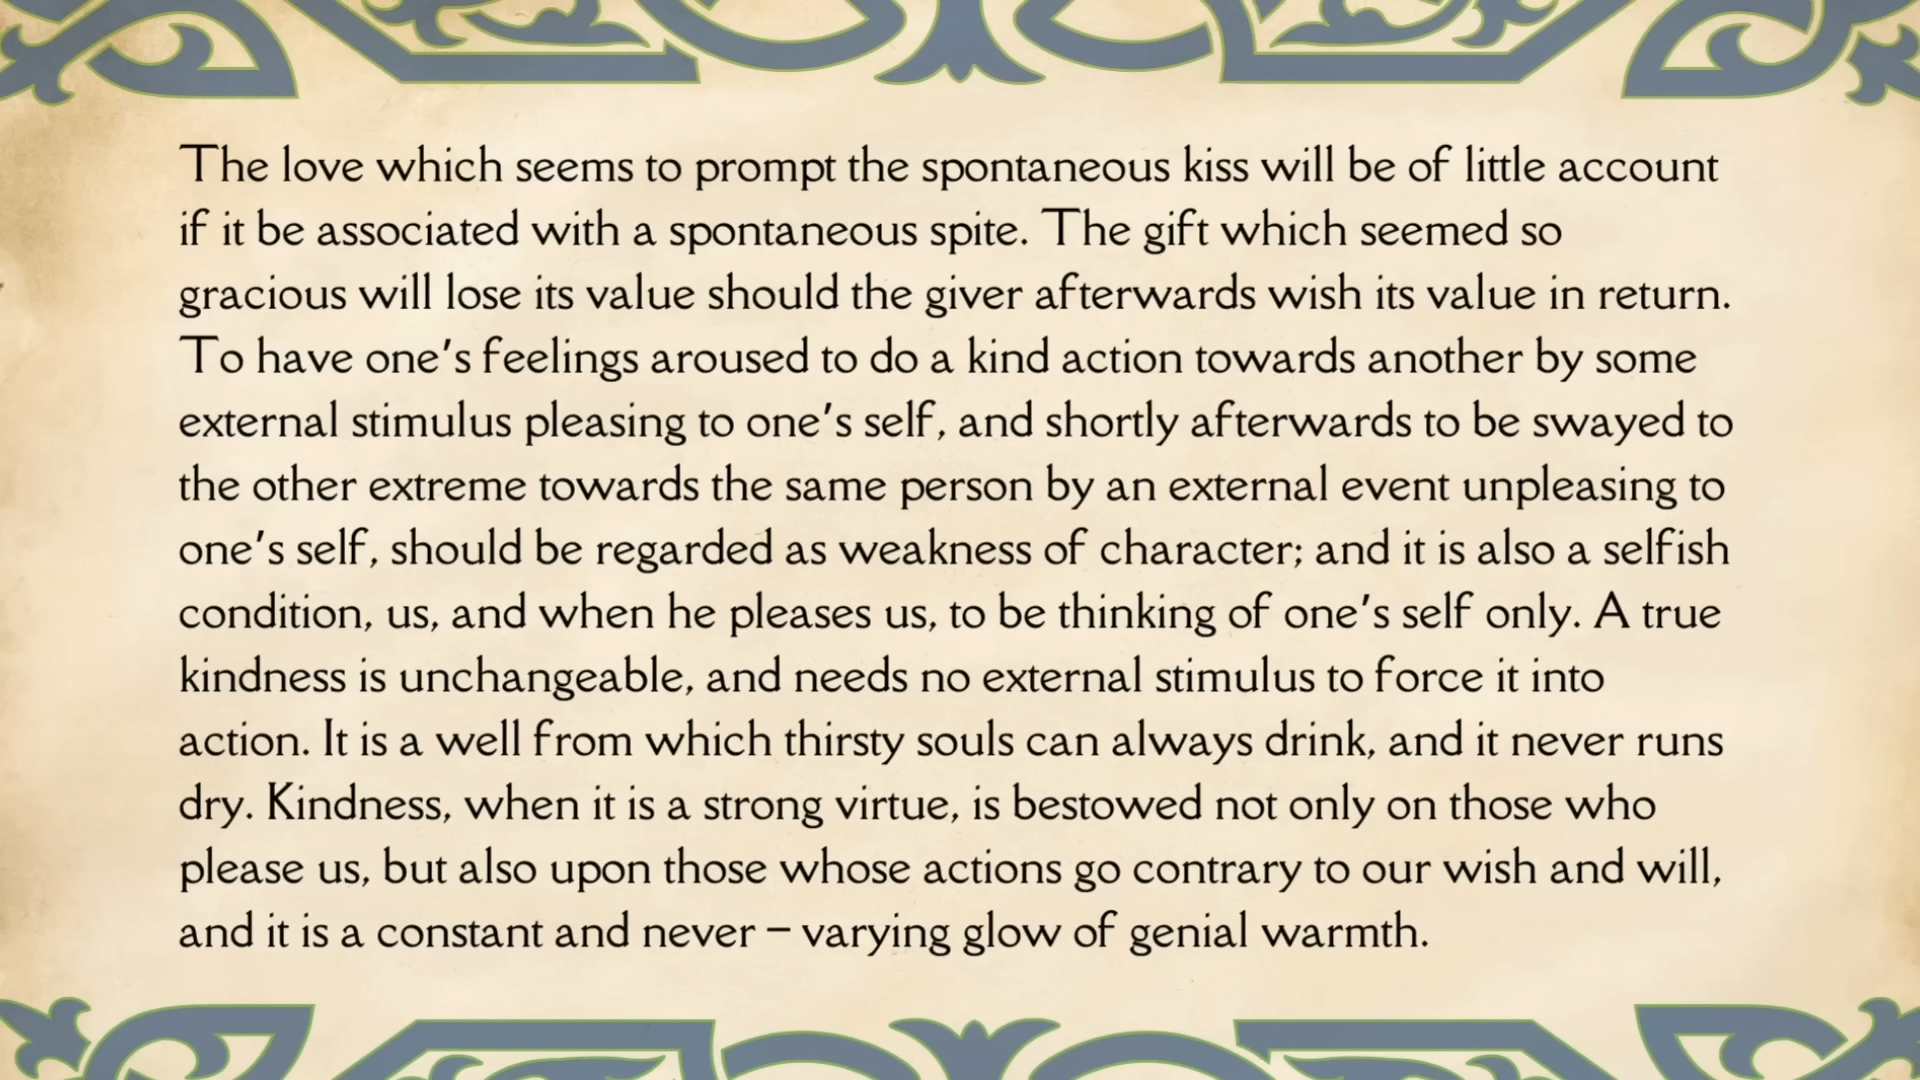 The love which seems to prompt the spontaneous kiss will be of little account
if it be associated with a spontaneous spite. The gift which seemed so
gracious will lose its value should the giver afterwards wish its value in return.
To have one's feelings aroused to do a kind action towards another by some
external stimulus pleasing to one's self, and shortly afterwards to be swayed to
the other extreme towards the same person by an external event unpleasing to
one's self, should be regarded as weakness of character; and it is also a selfish
condition, us, and when he pleases us, to be thinking of one's self only. A true
kindness is unchangeable, and needs no external stimulus to force it into
action. It is a well from which thirsty souls can always drink, and it never runs
dry. Kindness, when it is a strong virtue, is bestowed not only on those who
please us, but also upon those whose actions go contrary to our wish and will,
and it is a constant and never – varying glow of genial warmth.